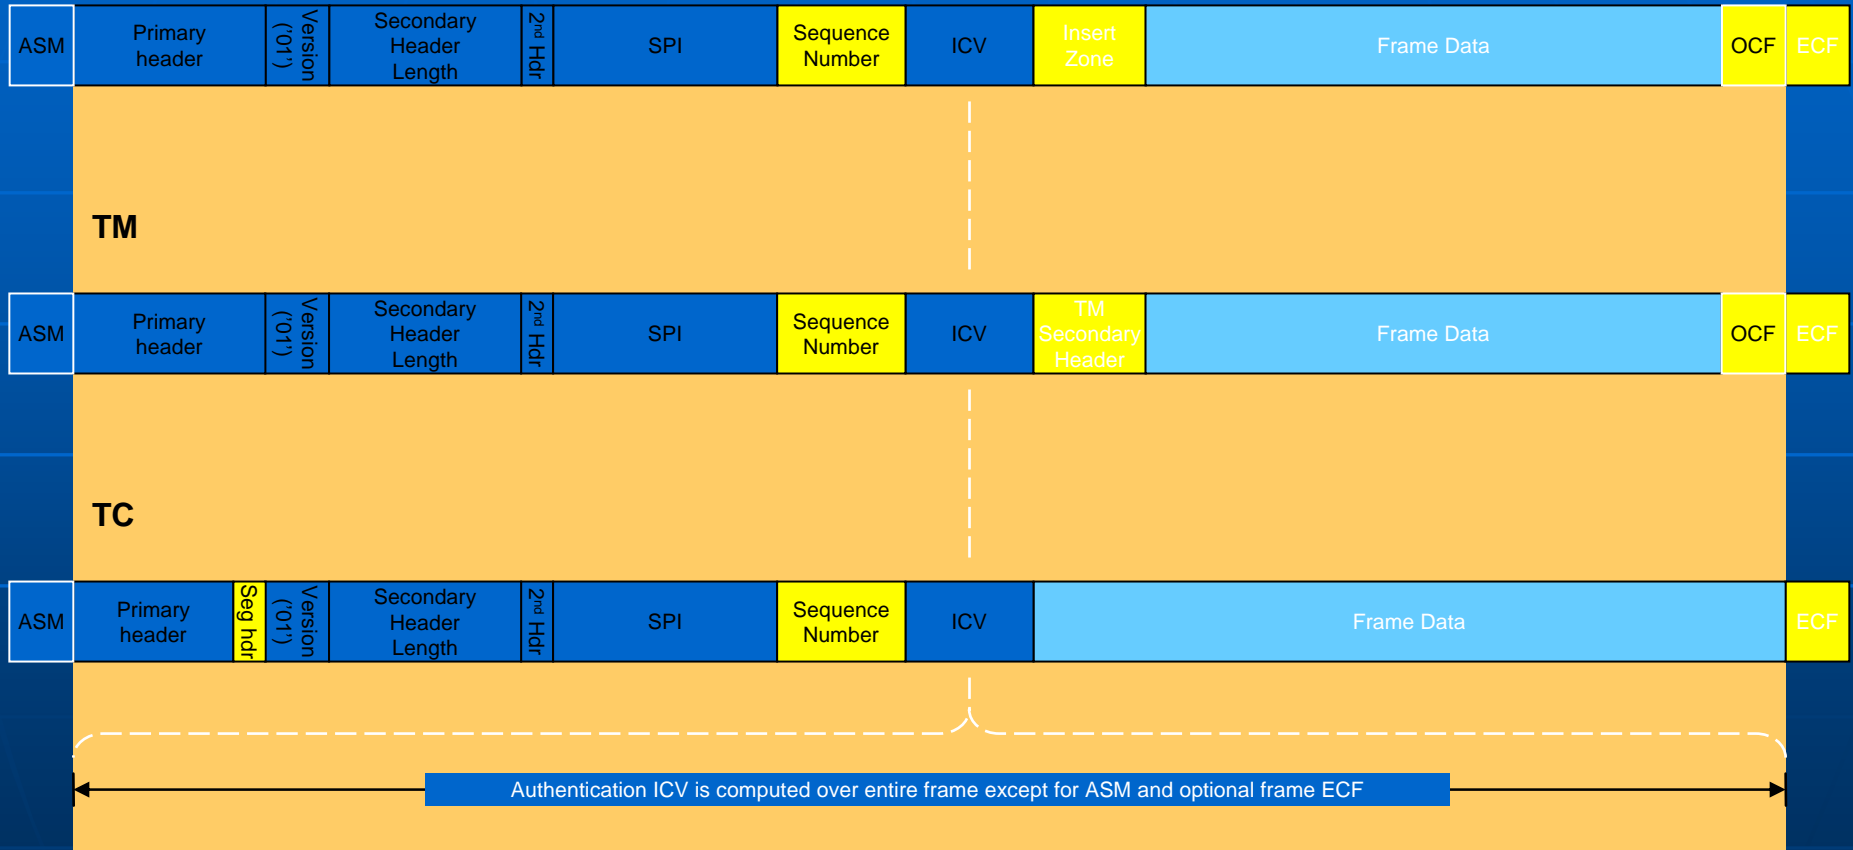 ASM
Primary
header
Version
('01')
Secondary
Header
Length
2nd Hdr
SPI
Sequence
Number
ICV
Insert
Zone
Frame Data
OCF
ECF
TM
ASM
Primary
header
Version
('01')
Secondary
Header
Length
2nd Hdr
SPI
Sequence
Number
ICV
TM
Secondary
Header
Frame Data
OCF
ECF
TC
ASM
Primary
header
Seg hdr
Version
('01')
Secondary
Header
Length
2nd Hdr
SPI
Sequence
Number
ICV
Frame Data
ECF
Authentication ICV is computed over entire frame except for ASM and optional frame ECF